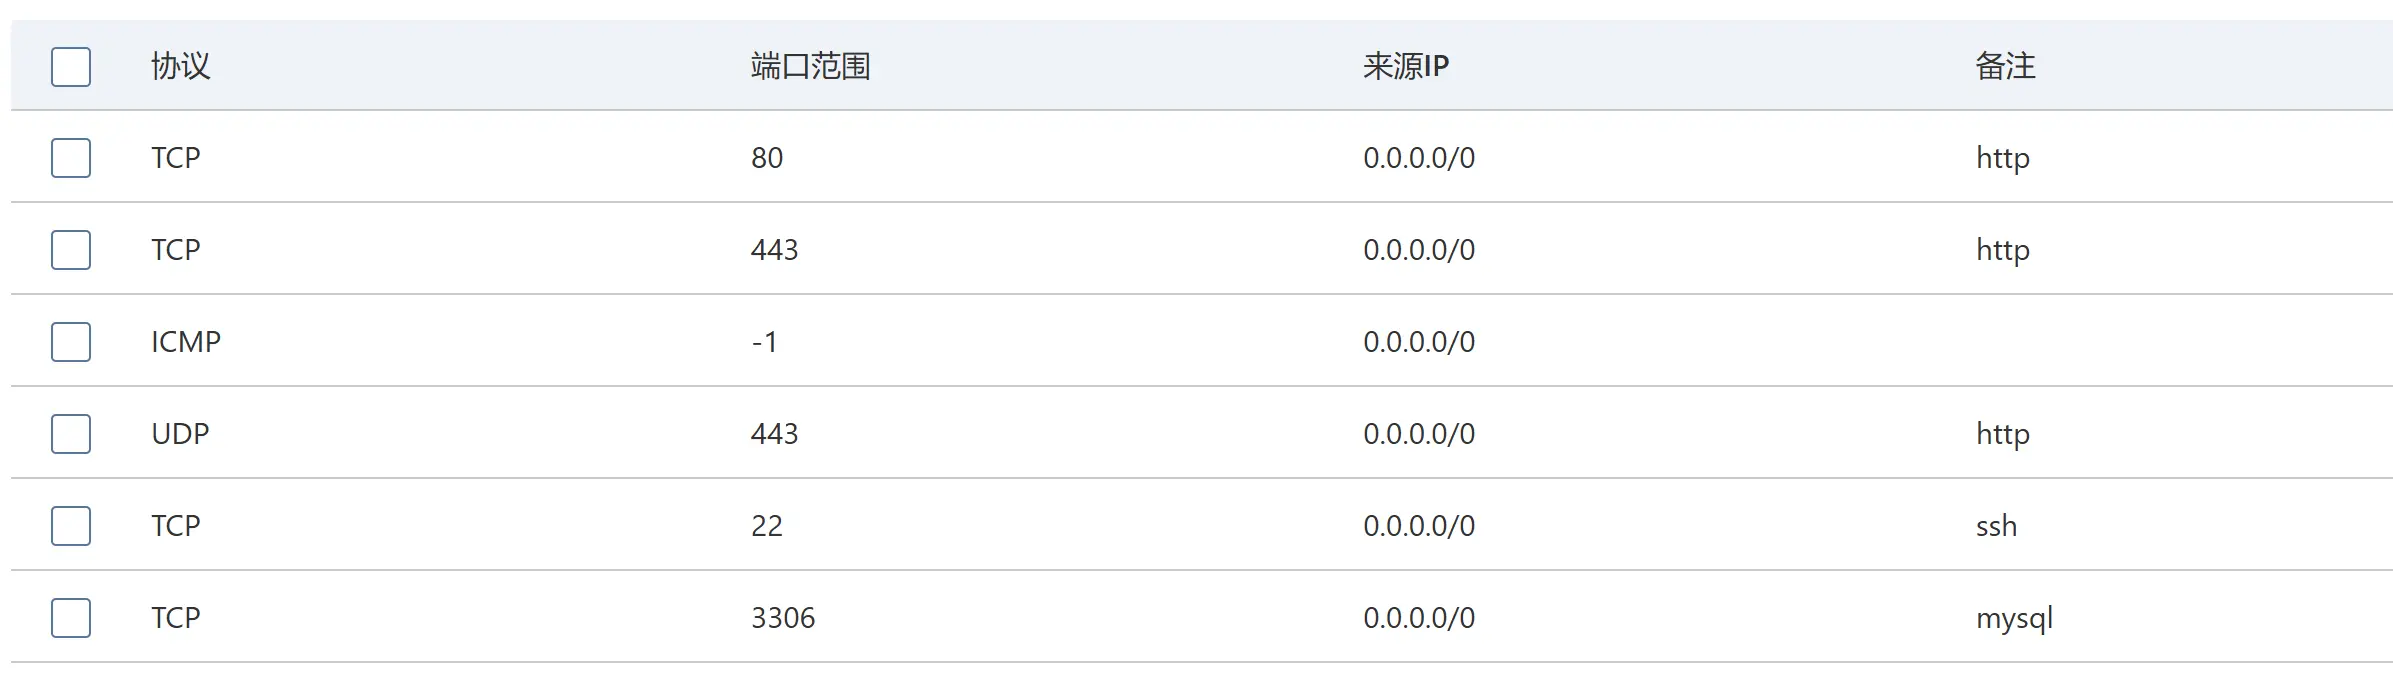 协议 端口范围 来源IP 备注
TCP 80 0.0.0.0/0 http
TCP 443 0.0.0.0/0 http
ICMP -1 0.0.0.0/0
UDP 443 0.0.0.0/0 http
TCP 22 0.0.0.0/0 ssh
TCP 3306 0.0.0.0/0 mysql